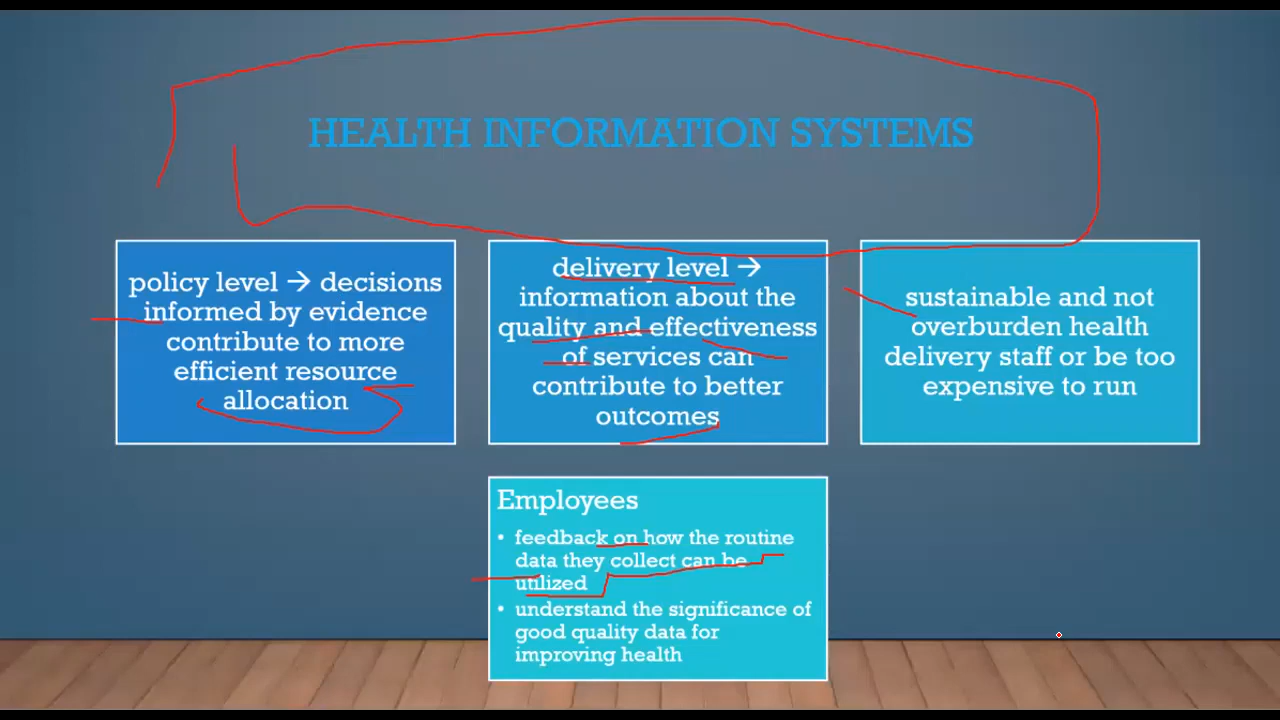 HEALTH INFORMATION SYSTEMS
policy level → decisions
informed by evidence
contribute to more
efficient resource
allocation
delivery level →
information about the
quality and effectiveness
of services can
contribute to better
outcomes
sustainable and not
overburden health
delivery staff or be too
expensive to run
Employees
• feedback on how the routine
data they collect can be
utilized
• understand the significance of
good quality data for
improving health